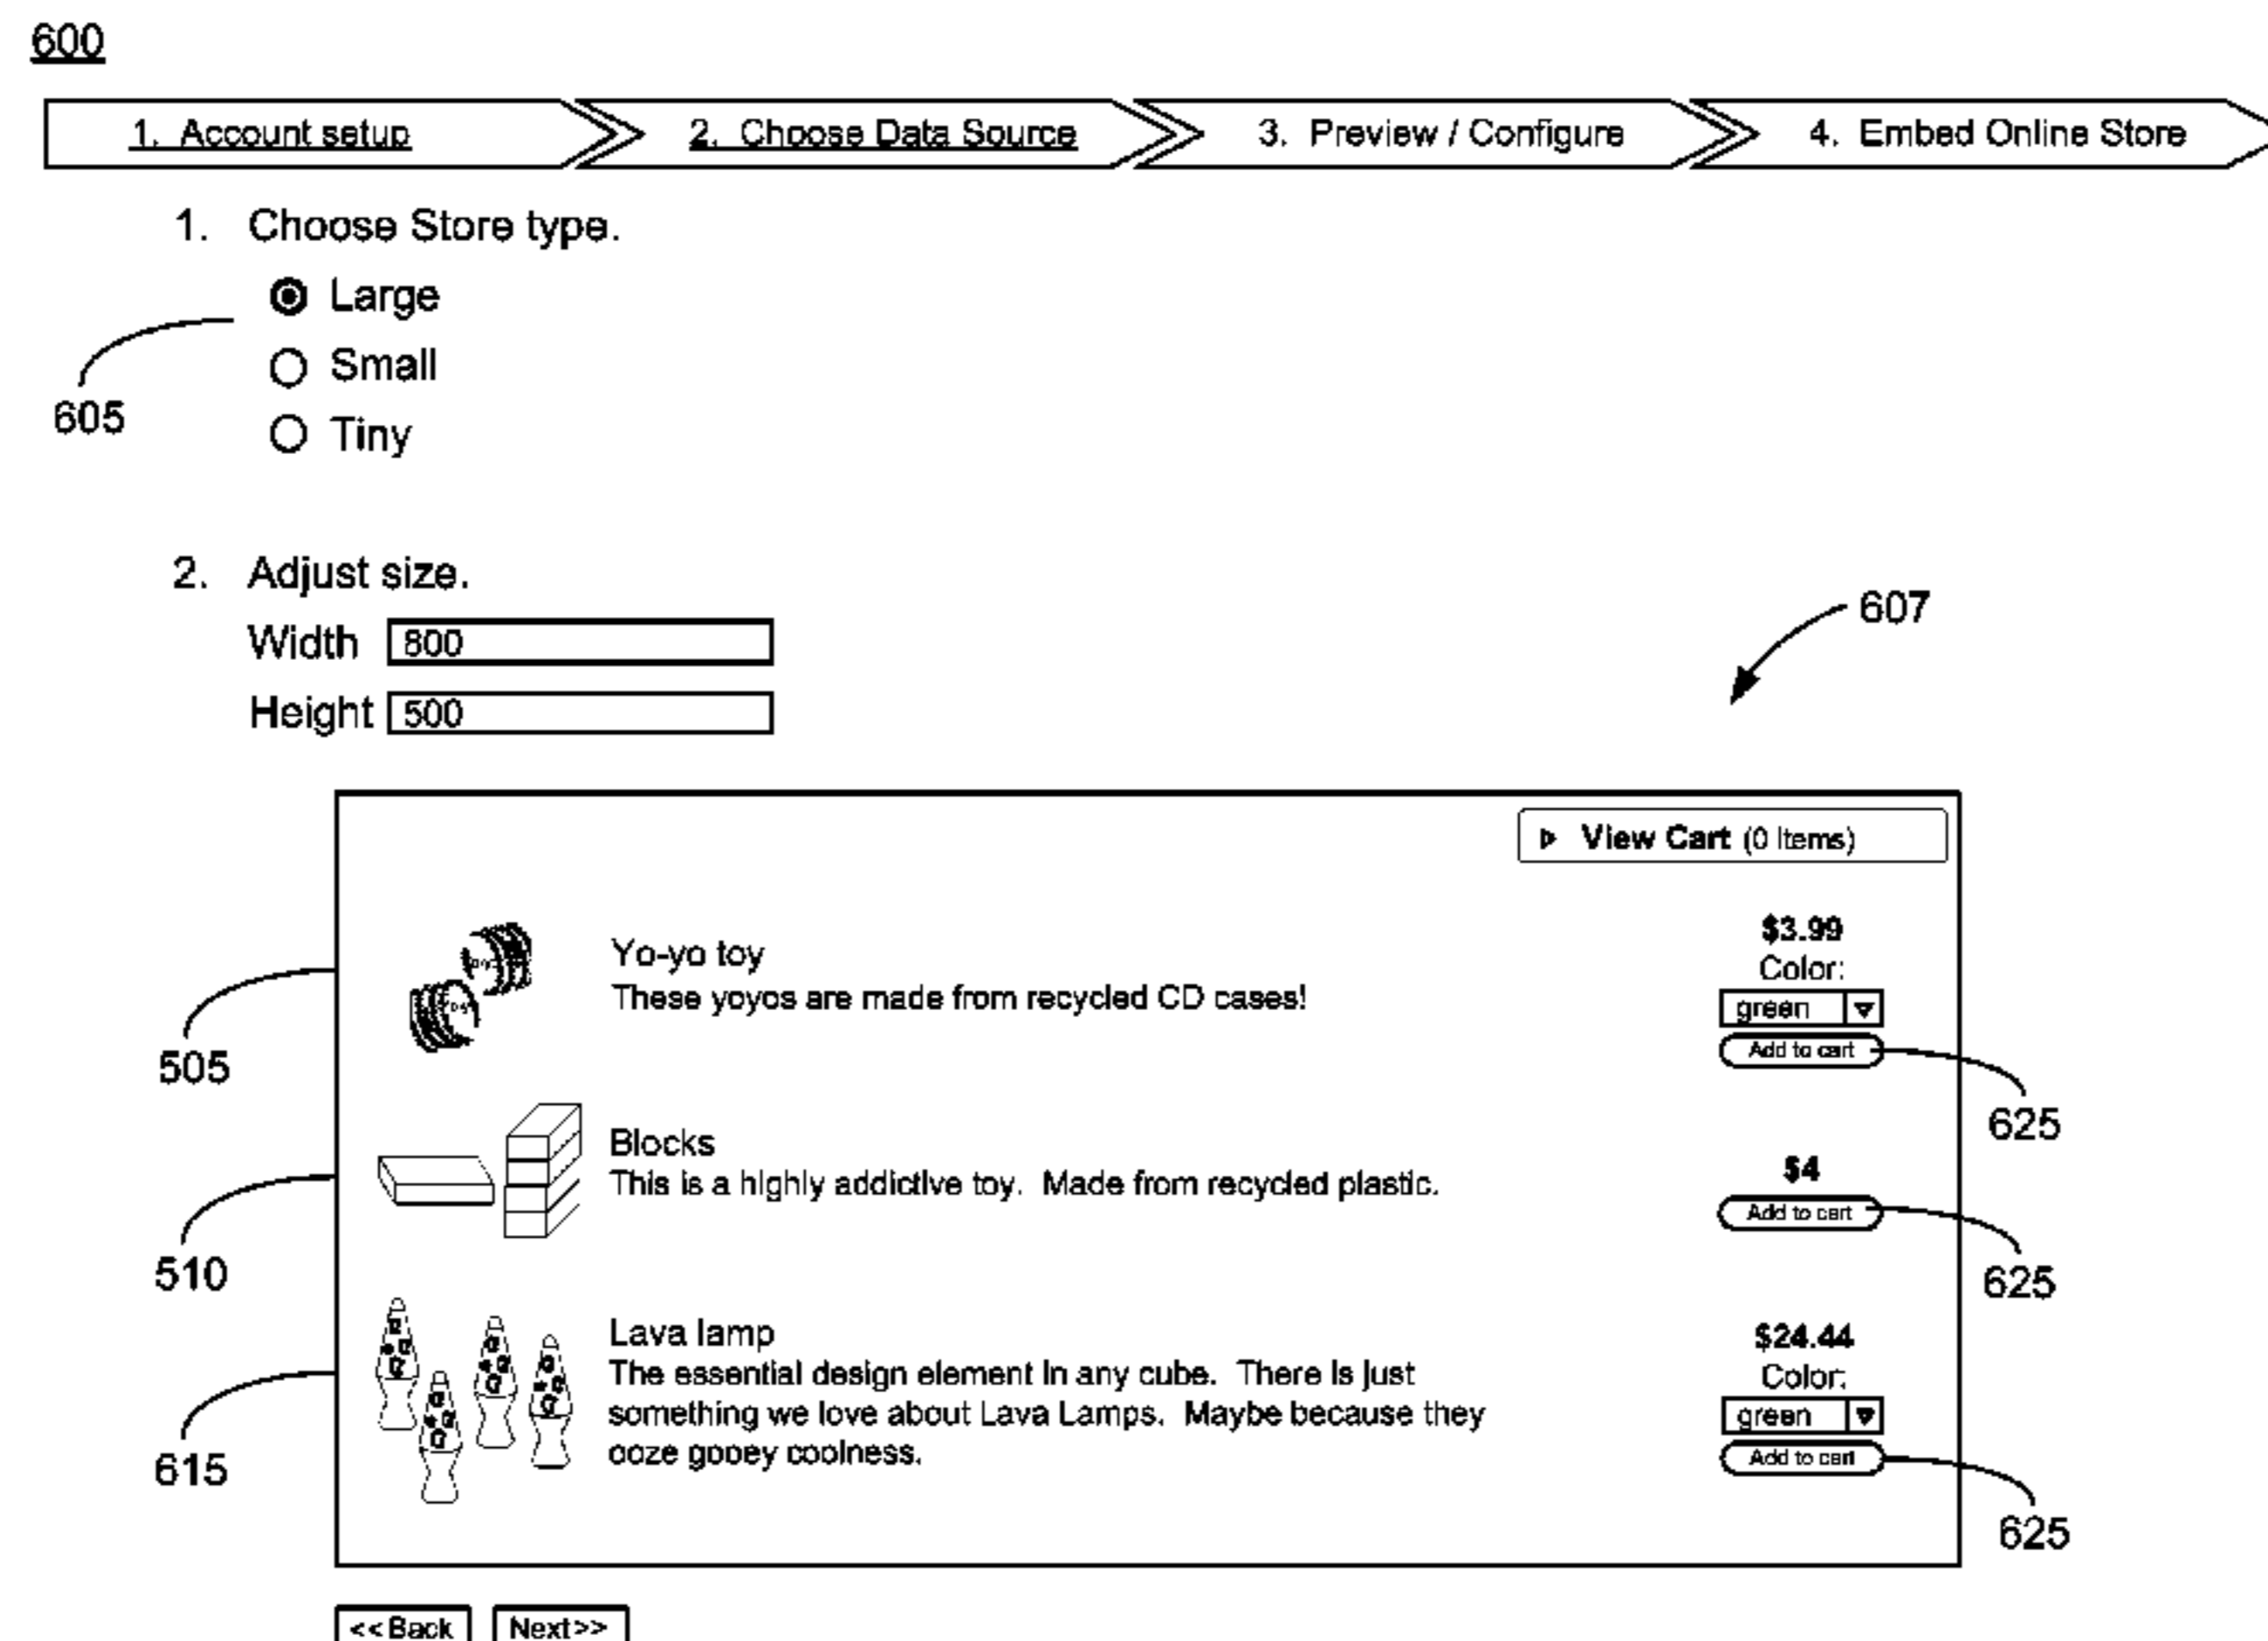 600
1. Account setup
2. Choose Data Source
3. Preview / Configure
4. Embed Online Store
1. Choose Store type.
Large
Small
Tiny
605
2. Adjust size.
Width 800
Height 500
607
View Cart (0 Items)
Yo-yo toy
These yoyos are made from recycled CD cases!
$3.99
Color:
green
Add to cart
505
625
Blocks
This is a highly addictive toy. Made from recycled plastic.
$4
Add to cart
510
625
Lava lamp
The essential design element in any cube. There is just
something we love about Lava Lamps. Maybe because they
ooze gooey coolness.
$24.44
Color:
green
Add to cart
615
625
<<Back
Next>>